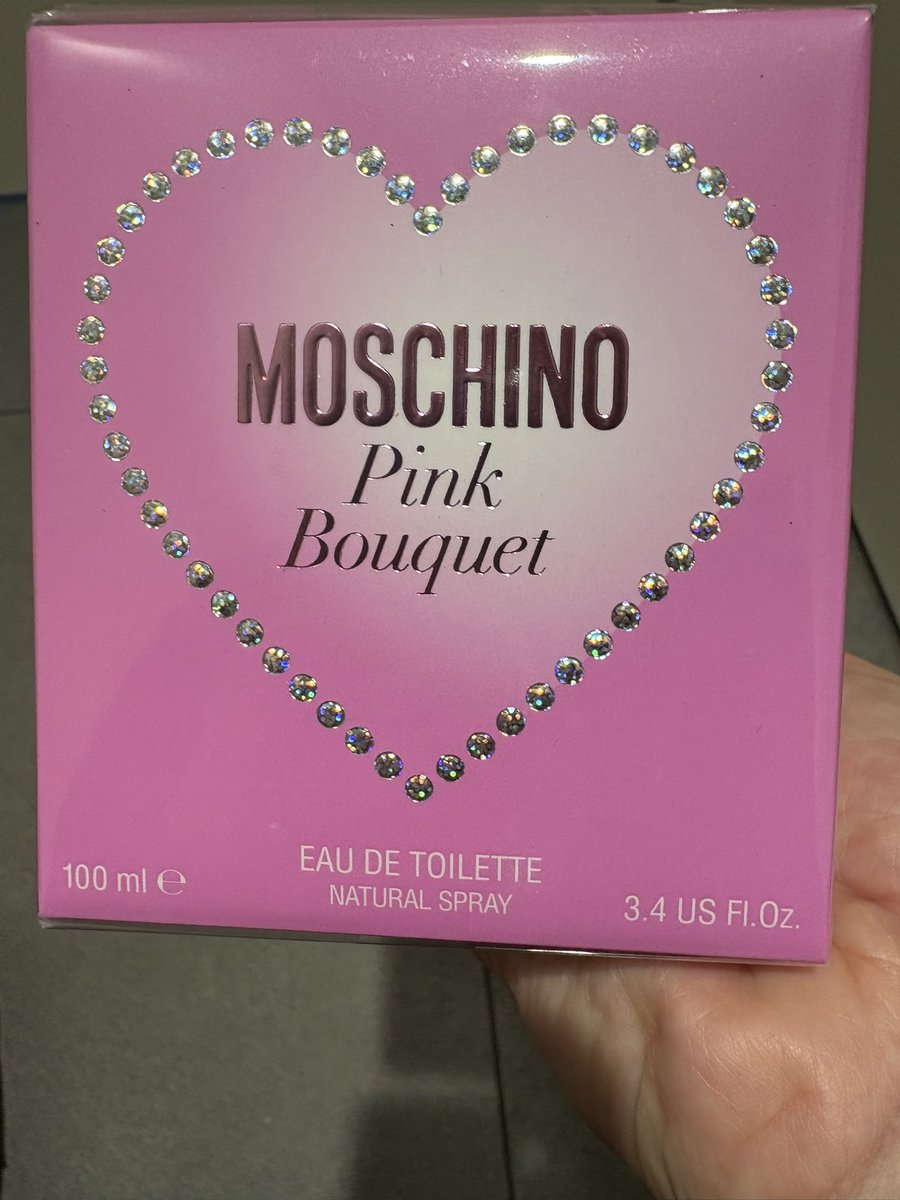 MOSCHINO
Pink
Bouquet
EAU DE TOILETTE
NATURAL SPRAY
100 ml ℮
3.4 US Fl.Oz.